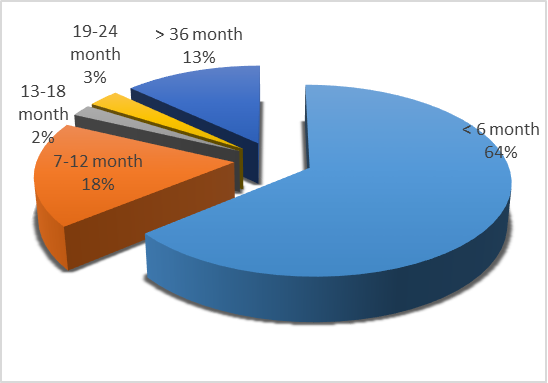 19-24
month
3%
> 36 month
13%
13-18
month
2%
7-12 month
18%
< 6 month
64%